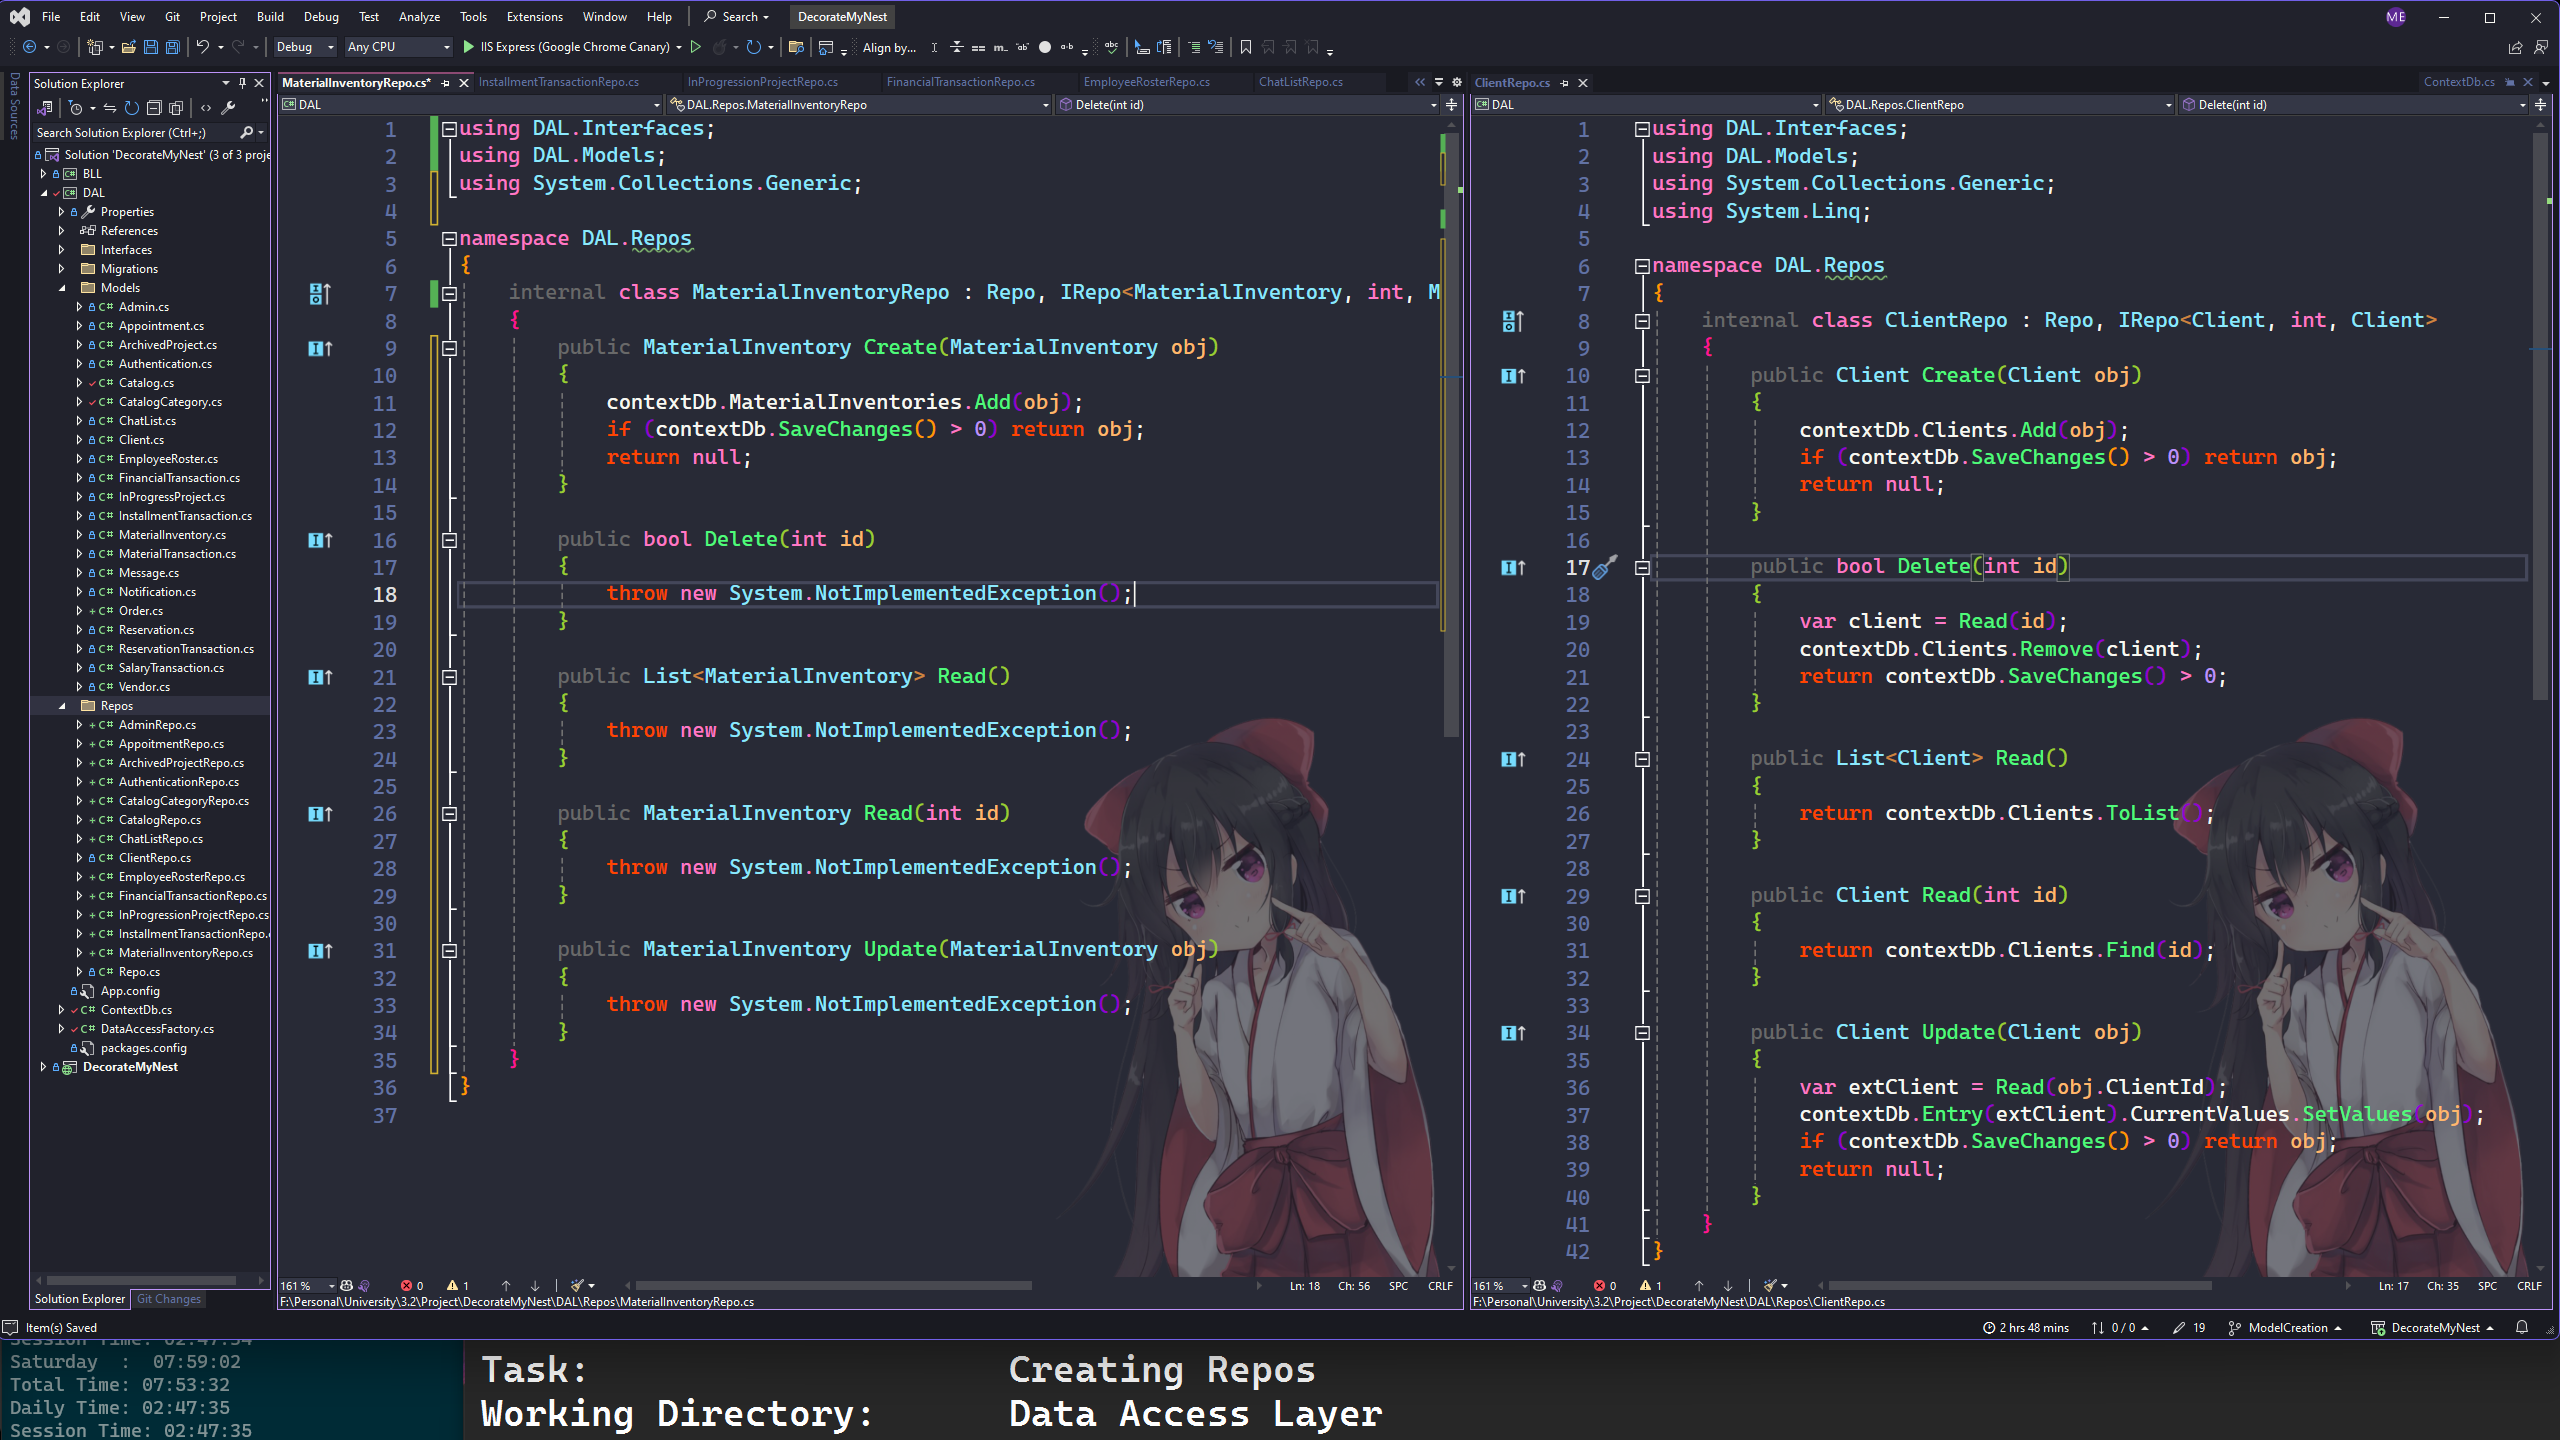 File Edit View Git Project Build Debug Test Analyze Tools Extensions Window Help Search DecorateMyNest ME
Debug Any CPU IIS Express (Google Chrome Canary) Align by...
Data Sources
Solution Explorer
Search Solution Explorer (Ctrl+;)
Solution 'DecorateMyNest' (3 of 3 proje
BLL
DAL
Properties
References
Interfaces
Migrations
Models
Admin.cs
Appointment.cs
ArchivedProject.cs
Authentication.cs
Catalog.cs
CatalogCategory.cs
ChatList.cs
Client.cs
EmployeeRoster.cs
FinancialTransaction.cs
InProgressProject.cs
InstallmentTransaction.cs
MaterialInventory.cs
MaterialTransaction.cs
Message.cs
Notification.cs
Order.cs
Reservation.cs
ReservationTransaction.cs
SalaryTransaction.cs
Vendor.cs
Repos
AdminRepo.cs
AppoitmentRepo.cs
ArchivedProjectRepo.cs
AuthenticationRepo.cs
CatalogCategoryRepo.cs
CatalogRepo.cs
ChatListRepo.cs
ClientRepo.cs
EmployeeRosterRepo.cs
FinancialTransactionRepo.cs
InProgressionProjectRepo.cs
InstallmentTransactionRepo.
MaterialInventoryRepo.cs
Repo.cs
App.config
ContextDb.cs
DataAccessFactory.cs
packages.config
DecorateMyNest
Solution Explorer Git Changes
MaterialInventoryRepo.cs* InstallmentTransactionRepo.cs InProgressionProjectRepo.cs FinancialTransactionRepo.cs EmployeeRosterRepo.cs ChatListRepo.cs
DAL DAL.Repos.MaterialInventoryRepo Delete(int id)
1 using DAL.Interfaces;
2 using DAL.Models;
3 using System.Collections.Generic;
4
5 namespace DAL.Repos
6 {
7 internal class MaterialInventoryRepo : Repo, IRepo<MaterialInventory, int, M
8 {
9 public MaterialInventory Create(MaterialInventory obj)
10 {
11 contextDb.MaterialInventories.Add(obj);
12 if (contextDb.SaveChanges() > 0) return obj;
13 return null;
14 }
15
16 public bool Delete(int id)
17 {
18 throw new System.NotImplementedException();
19 }
20
21 public List<MaterialInventory> Read()
22 {
23 throw new System.NotImplementedException();
24 }
25
26 public MaterialInventory Read(int id)
27 {
28 throw new System.NotImplementedException();
29 }
30
31 public MaterialInventory Update(MaterialInventory obj)
32 {
33 throw new System.NotImplementedException();
34 }
35 }
36 }
37
161 % 0 1 Ln: 18 Ch: 56 SPC CRLF
F:\Personal\University\3.2\Project\DecorateMyNest\DAL\Repos\MaterialInventoryRepo.cs
ClientRepo.cs ContextDb.cs
DAL DAL.Repos.ClientRepo Delete(int id)
1 using DAL.Interfaces;
2 using DAL.Models;
3 using System.Collections.Generic;
4 using System.Linq;
5
6 namespace DAL.Repos
7 {
8 internal class ClientRepo : Repo, IRepo<Client, int, Client>
9 {
10 public Client Create(Client obj)
11 {
12 contextDb.Clients.Add(obj);
13 if (contextDb.SaveChanges() > 0) return obj;
14 return null;
15 }
16
17 public bool Delete(int id)
18 {
19 var client = Read(id);
20 contextDb.Clients.Remove(client);
21 return contextDb.SaveChanges() > 0;
22 }
23
24 public List<Client> Read()
25 {
26 return contextDb.Clients.ToList();
27 }
28
29 public Client Read(int id)
30 {
31 return contextDb.Clients.Find(id);
32 }
33
34 public Client Update(Client obj)
35 {
36 var extClient = Read(obj.ClientId);
37 contextDb.Entry(extClient).CurrentValues.SetValues(obj);
38 if (contextDb.SaveChanges() > 0) return obj;
39 return null;
40 }
41 }
42 }
161 % 0 1 Ln: 17 Ch: 35 SPC CRLF
F:\Personal\University\3.2\Project\DecorateMyNest\DAL\Repos\ClientRepo.cs
Item(s) Saved 2 hrs 48 mins 0 / 0 19 ModelCreation DecorateMyNest
Session Time: 02:47:34
Saturday : 07:59:02
Total Time: 07:53:32
Daily Time: 02:47:35
Session Time: 02:47:35
Task: Creating Repos
Working Directory: Data Access Layer